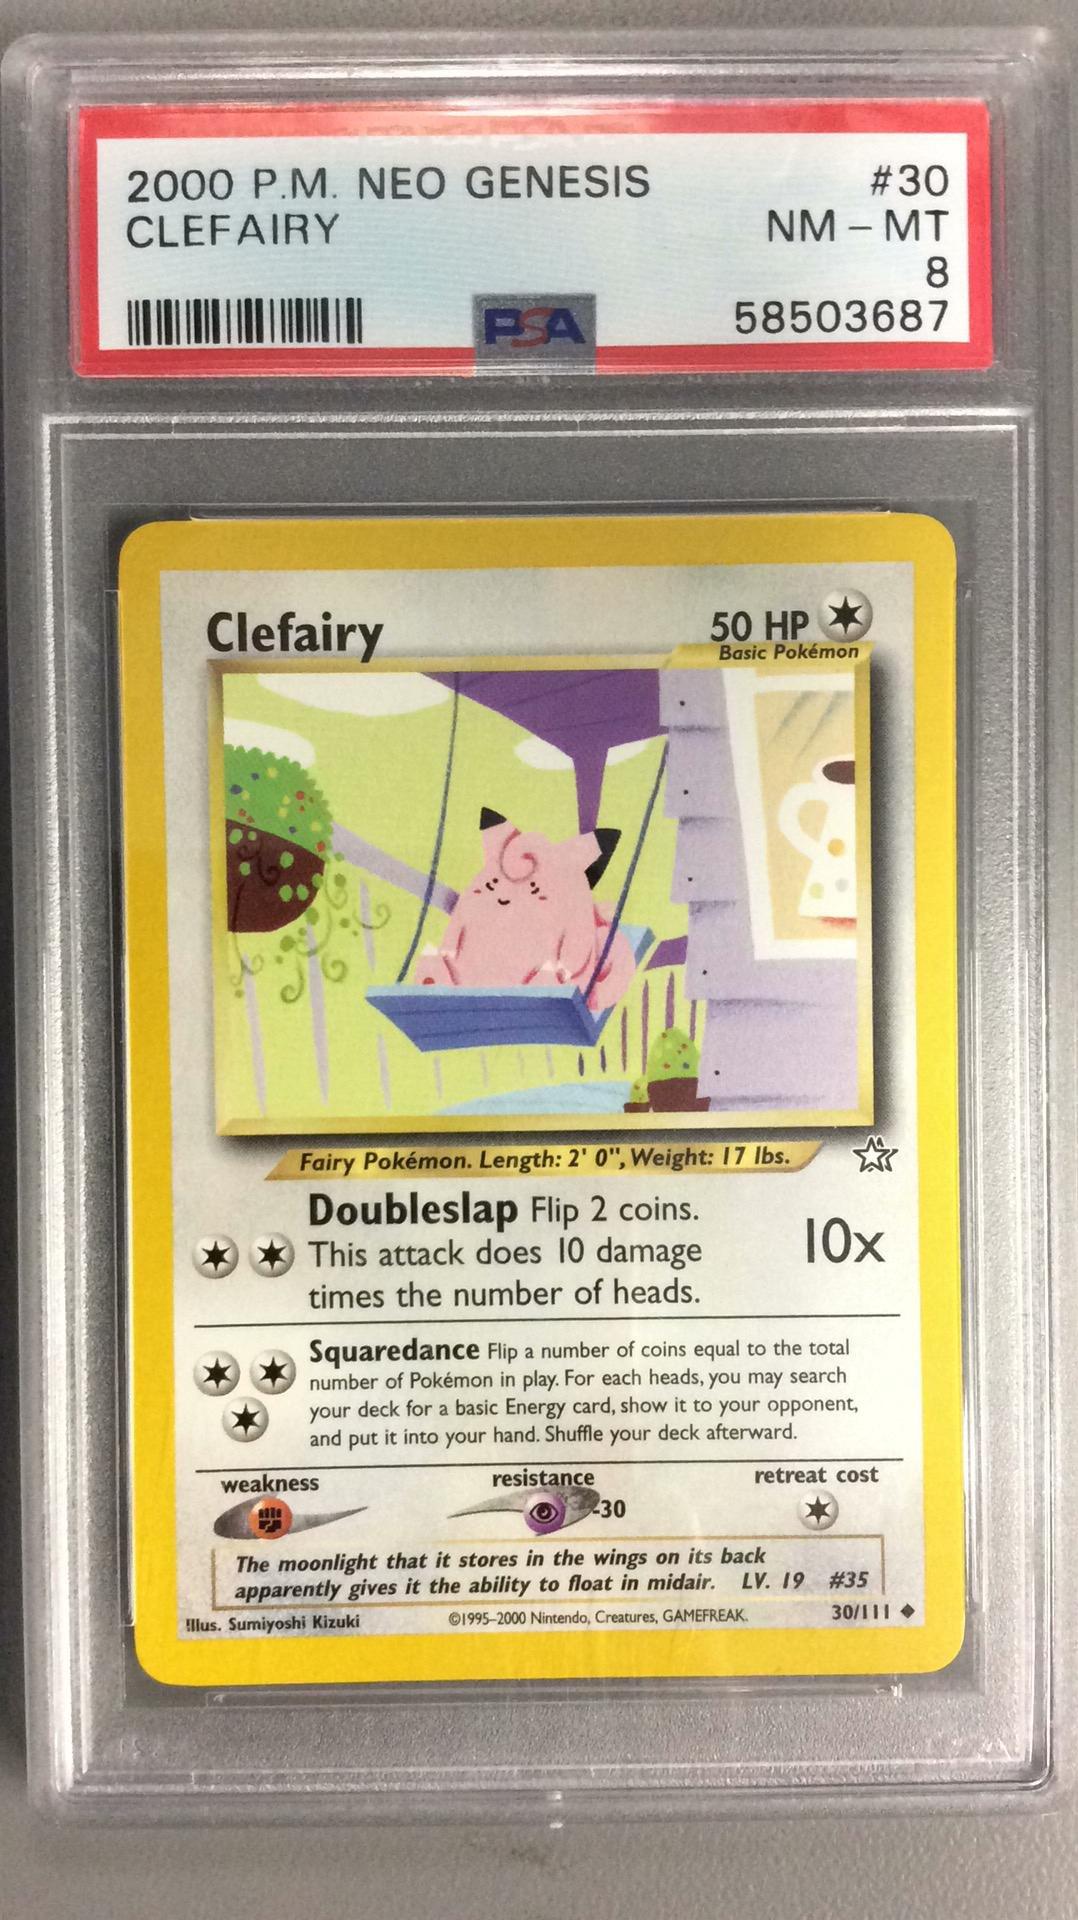 2000 P.M. NEO GENESIS #30
CLEFAIRY NM - MT
8
PSA 58503687
Clefairy 50 HP
Basic Pokémon
Fairy Pokémon. Length: 2' 0", Weight: 17 lbs.
Doubleslap Flip 2 coins.
This attack does 10 damage 10x
times the number of heads.
Squaredance Flip a number of coins equal to the total
number of Pokémon in play. For each heads, you may search
your deck for a basic Energy card, show it to your opponent,
and put it into your hand. Shuffle your deck afterward.
weakness resistance retreat cost
-30
The moonlight that it stores in the wings on its back
apparently gives it the ability to float in midair. LV. 19 #35
Illus. Sumiyoshi Kizuki ©1995-2000 Nintendo, Creatures, GAMEFREAK. 30/111